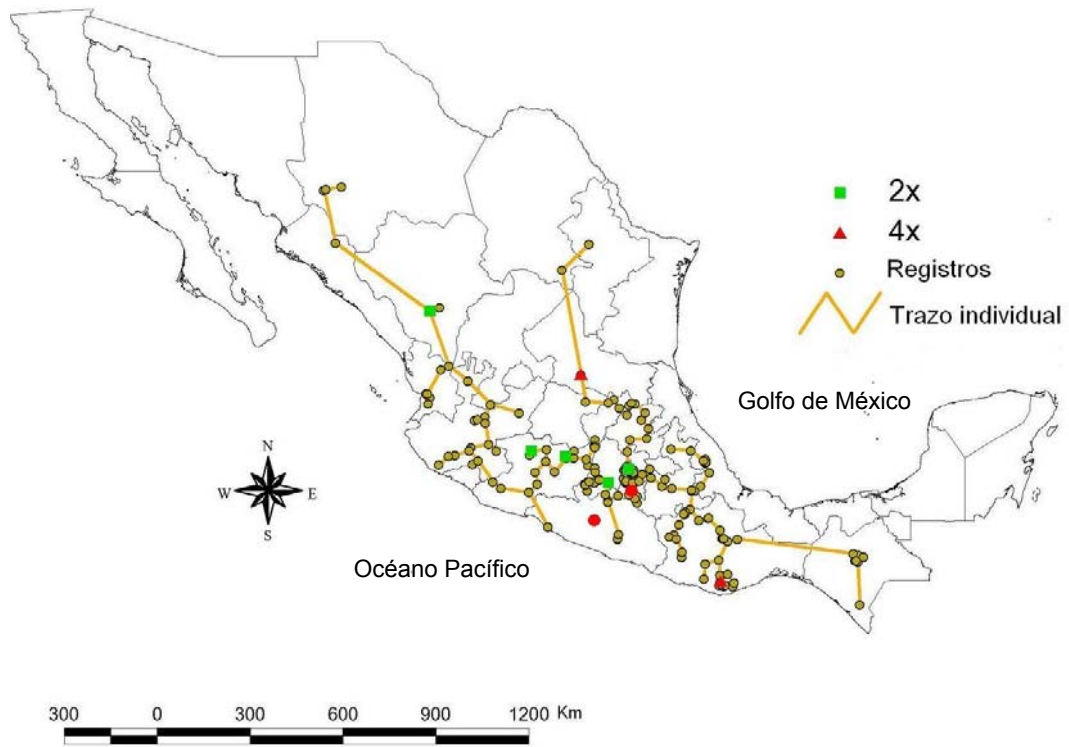 2x
4x
Registros
Trazo individual
Golfo de México
N
W E
S
Océano Pacífico
300 0 300 600 900 1200 Km